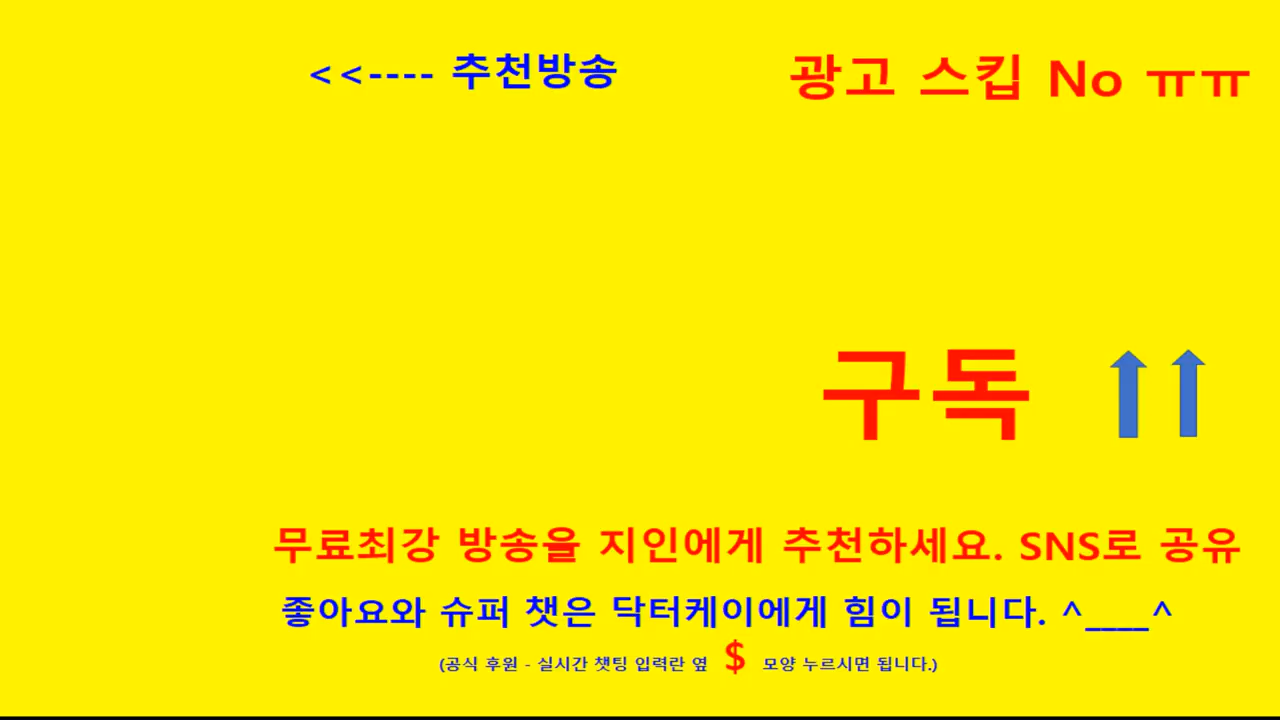 <<---- 추천방송
광고 스킵 No ㅠㅠ
구독
무료최강 방송을 지인에게 추천하세요. SNS로 공유
좋아요와 슈퍼 챗은 닥터케이에게 힘이 됩니다. ^____^
(공식 후원 - 실시간 챗팅 입력란 옆 $ 모양 누르시면 됩니다.)